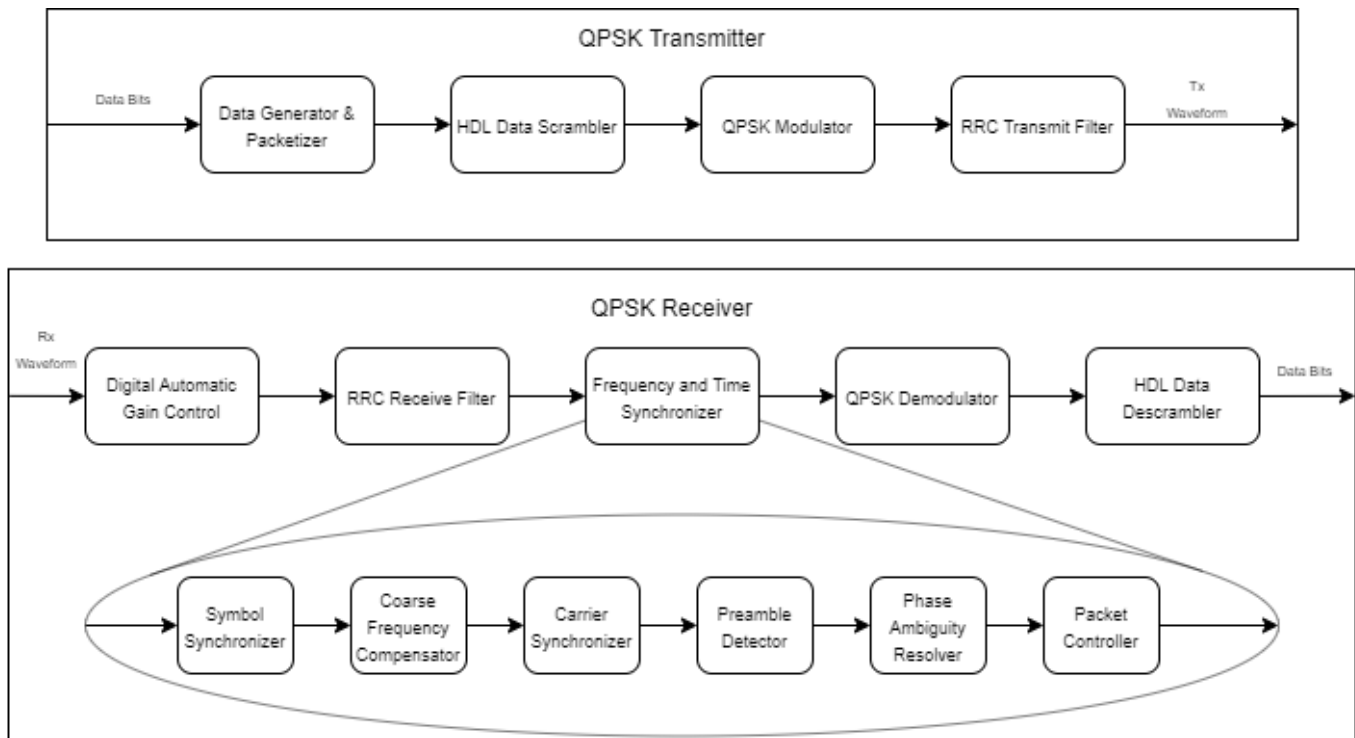 QPSK Transmitter
Data Bits
Data Generator &
Packetizer
HDL Data Scrambler
QPSK Modulator
RRC Transmit Filter
Tx
Waveform
QPSK Receiver
Rx
Waveform
Digital Automatic
Gain Control
RRC Receive Filter
Frequency and Time
Synchronizer
QPSK Demodulator
HDL Data
Descrambler
Data Bits
Symbol
Synchronizer
Coarse
Frequency
Compensator
Carrier
Synchronizer
Preamble
Detector
Phase
Ambiguity
Resolver
Packet
Controller